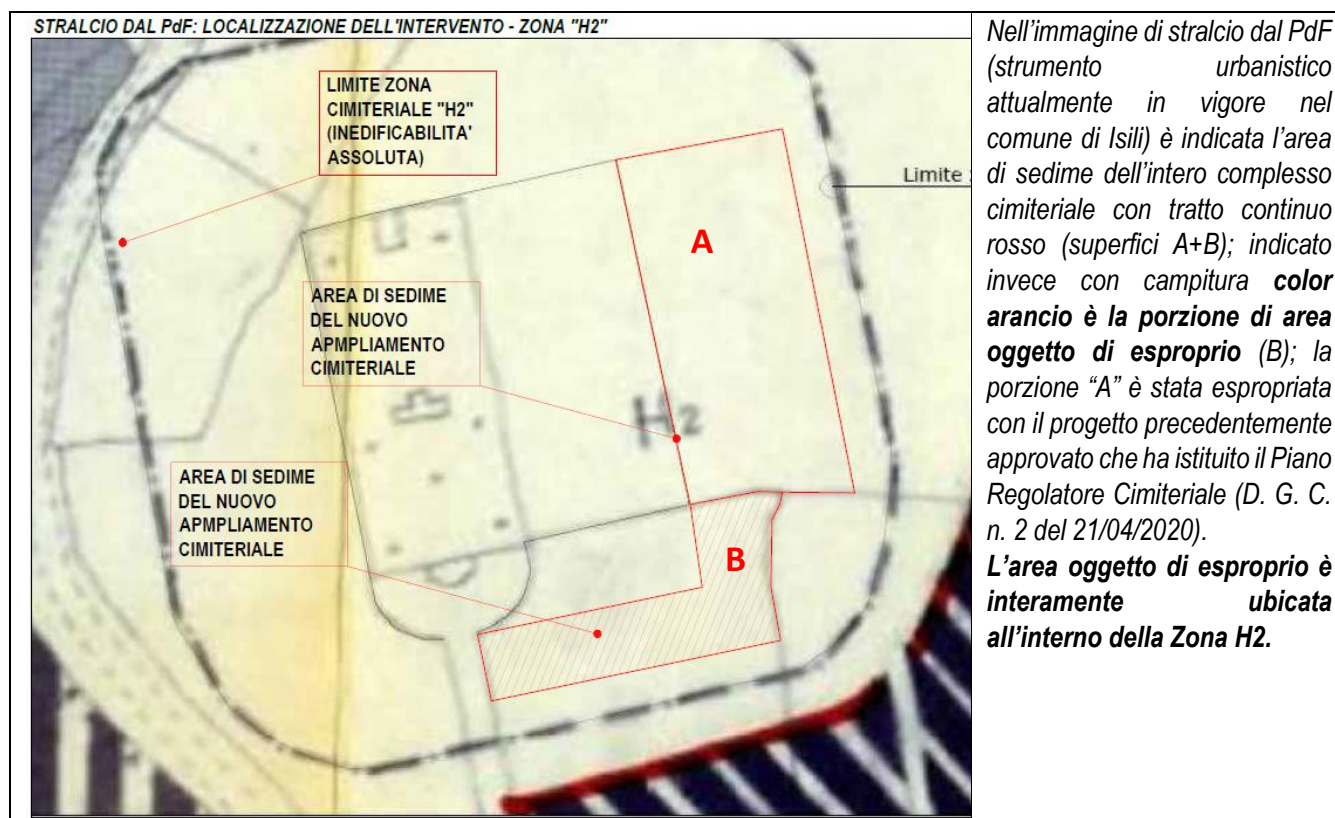 STRALCIO DAL PdF: LOCALIZZAZIONE DELL'INTERVENTO - ZONA "H2"
LIMITE ZONA
CIMITERIALE "H2"
(INEDIFICABILITA'
ASSOLUTA)
Limite
A
AREA DI SEDIME
DEL NUOVO
APMPLIAMENTO
CIMITERIALE
H2
AREA DI SEDIME
DEL NUOVO
APMPLIAMENTO
CIMITERIALE
B
Nell’immagine di stralcio dal PdF
(strumento urbanistico
attualmente in vigore nel
comune di Isili) è indicata l’area
di sedime dell’intero complesso
cimiteriale con tratto continuo
rosso (superfici A+B); indicato
invece con campitura color
arancio è la porzione di area
oggetto di esproprio (B); la
porzione “A” è stata espropriata
con il progetto precedentemente
approvato che ha istituito il Piano
Regolatore Cimiteriale (D. G. C.
n. 2 del 21/04/2020).
L’area oggetto di esproprio è
interamente ubicata
all’interno della Zona H2.